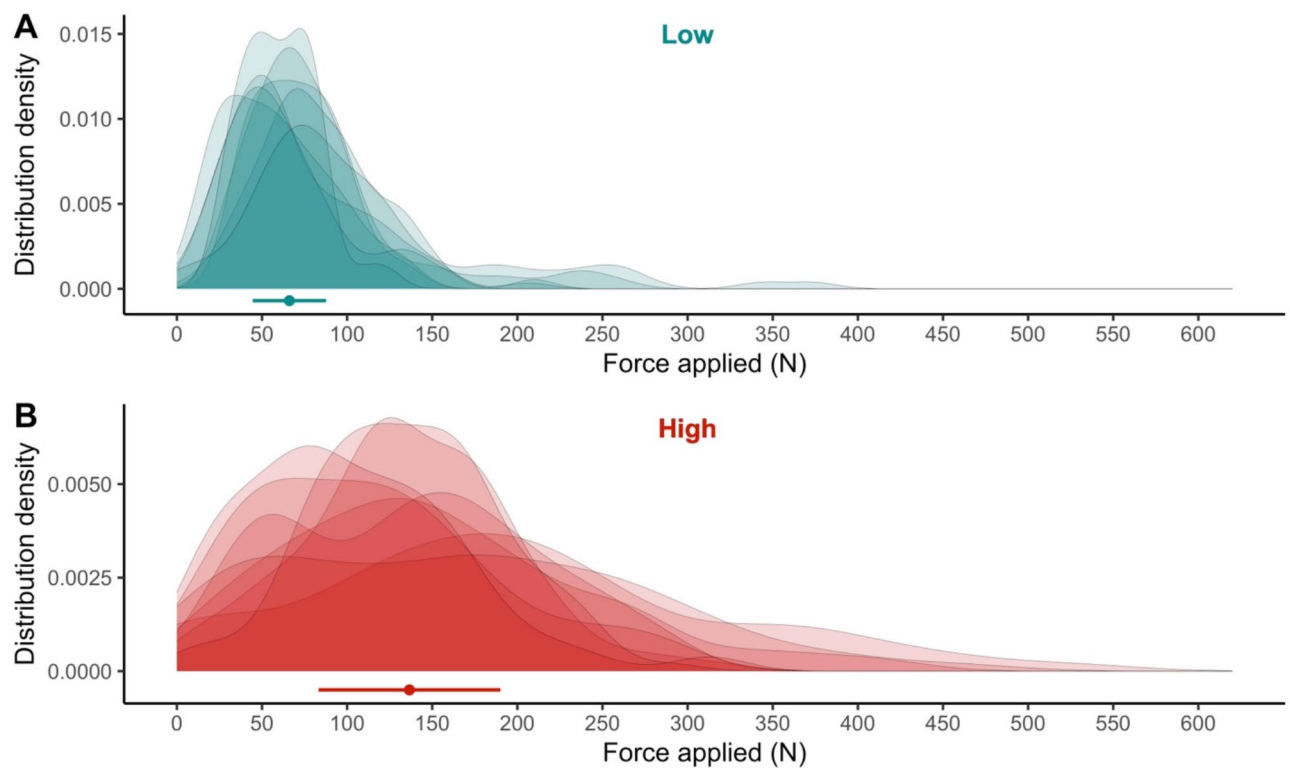 A
Low
Distribution density
0.015
0.010
0.005
0.000
0 50 100 150 200 250 300 350 400 450 500 550 600
Force applied (N)
B
High
Distribution density
0.0050
0.0025
0.0000
0 50 100 150 200 250 300 350 400 450 500 550 600
Force applied (N)